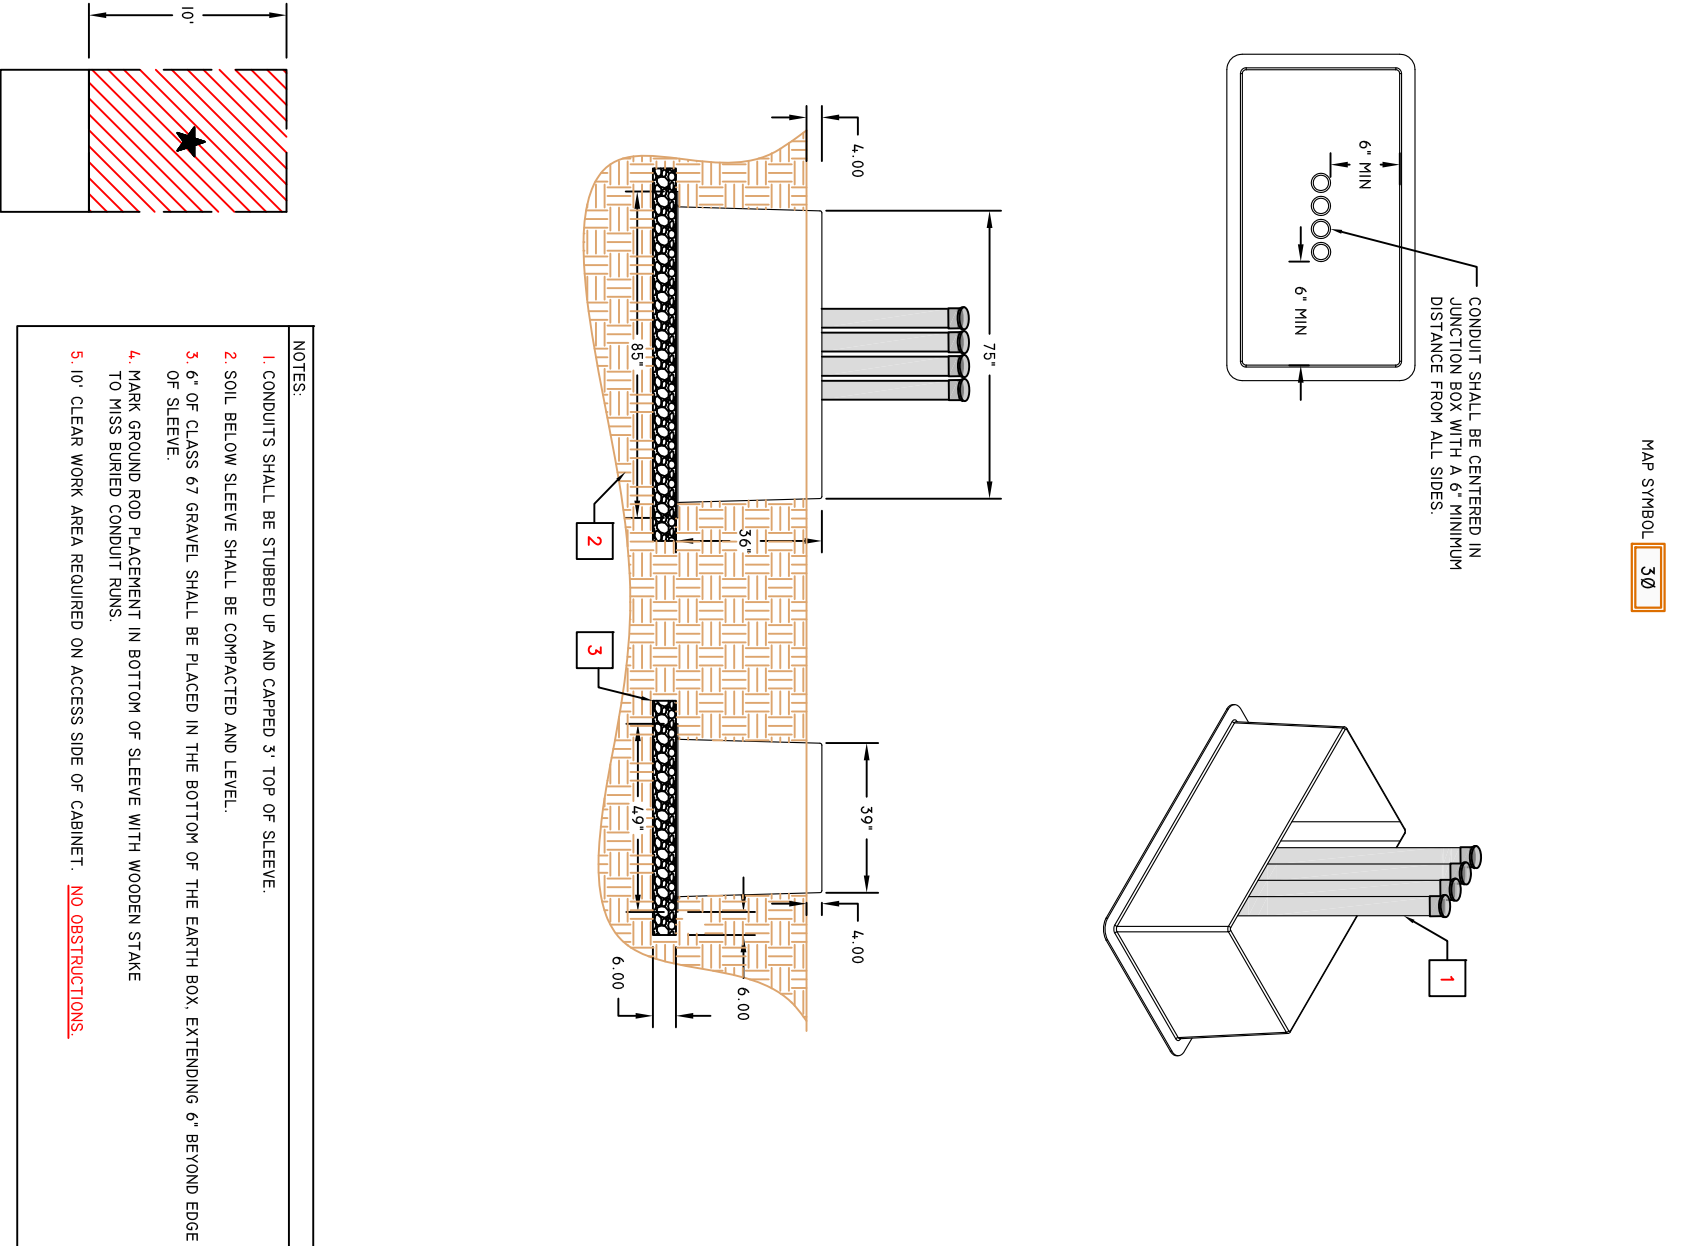 MAP SYMBOL 3Ø
6" MIN
6" MIN
CONDUIT SHALL BE CENTERED IN
JUNCTION BOX WITH A 6" MINIMUM
DISTANCE FROM ALL SIDES.
1
4.00
75"
36"
85"
2
39"
4.00
49"
6.00
6.00
3
10'
NOTES:
1. CONDUITS SHALL BE STUBBED UP AND CAPPED 3' TOP OF SLEEVE.
2. SOIL BELOW SLEEVE SHALL BE COMPACTED AND LEVEL.
3. 6" OF CLASS 67 GRAVEL SHALL BE PLACED IN THE BOTTOM OF THE EARTH BOX, EXTENDING 6" BEYOND EDGE
OF SLEEVE.
4. MARK GROUND ROD PLACEMENT IN BOTTOM OF SLEEVE WITH WOODEN STAKE
TO MISS BURIED CONDUIT RUNS.
5. 10' CLEAR WORK AREA REQUIRED ON ACCESS SIDE OF CABINET. NO OBSTRUCTIONS.